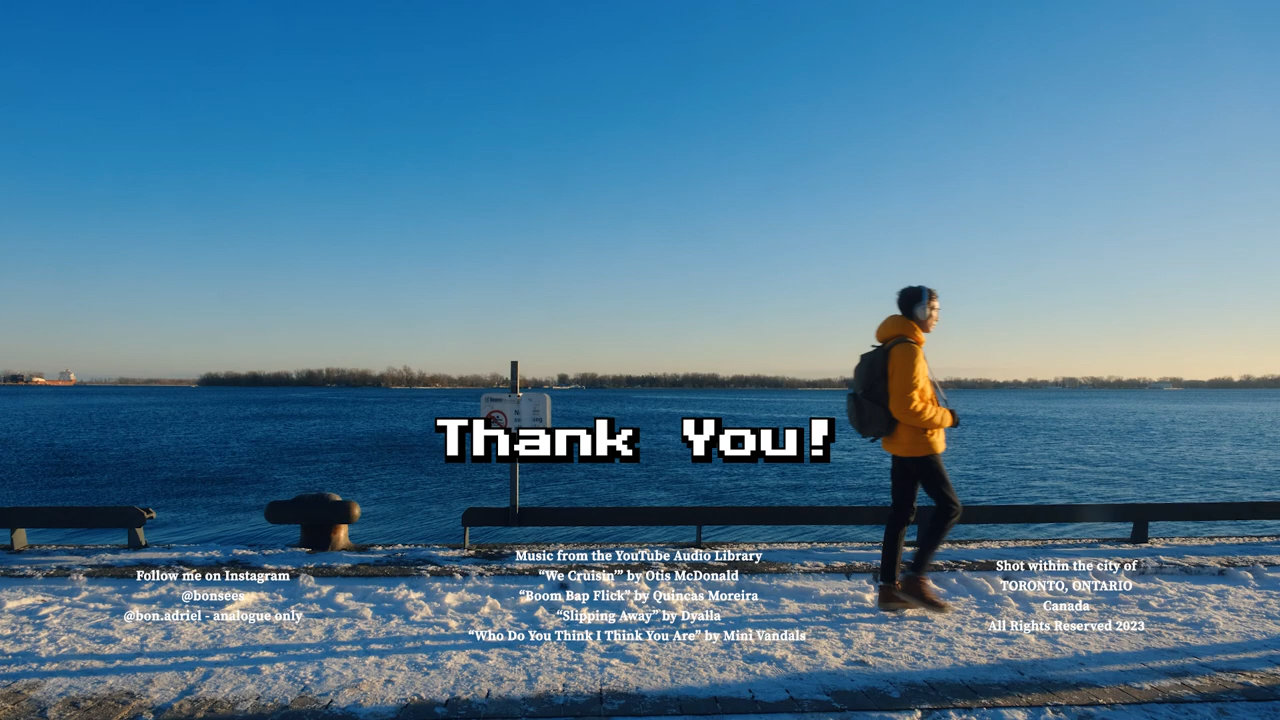 Thank You!
Music from the YouTube Audio Library
“We Cruisin’” by Otis McDonald
“Boom Bap Flick” by Quincas Moreira
“Slipping Away” by Dyalla
“Who Do You Think I Think You Are” by Mini Vandals
Follow me on Instagram
@bonsees
@bon.adriel - analogue only
Shot within the city of
TORONTO, ONTARIO
Canada
All Rights Reserved 2023